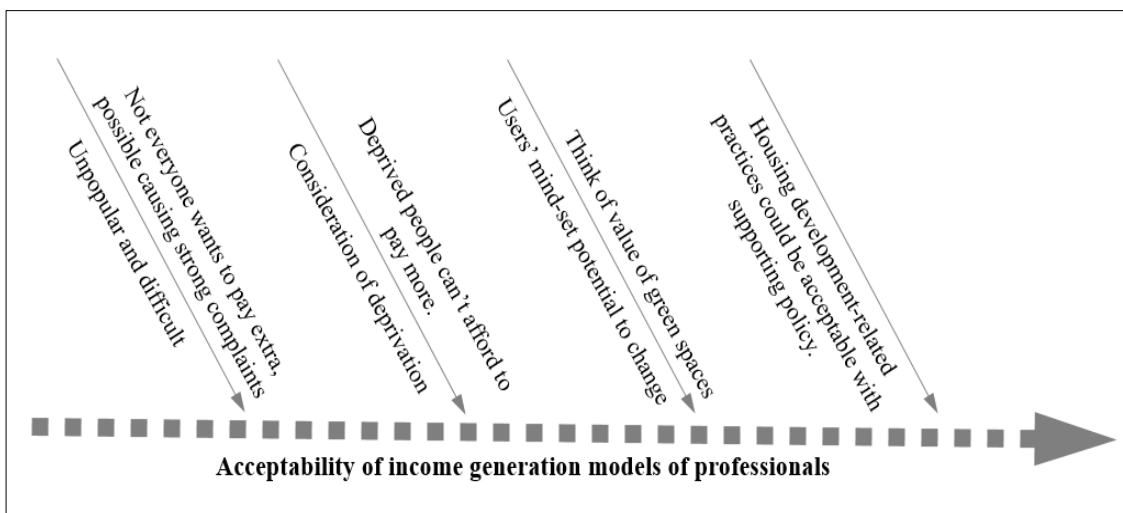 Not everyone wants to pay extra,
possible causing strong complaints
Unpopular and difficult
Deprived people can’t afford to
pay more.
Consideration of deprivation
Think of value of green spaces
Users’ mind-set potential to change
Housing development-related
practices could be acceptable with
supporting policy.
Acceptability of income generation models of professionals